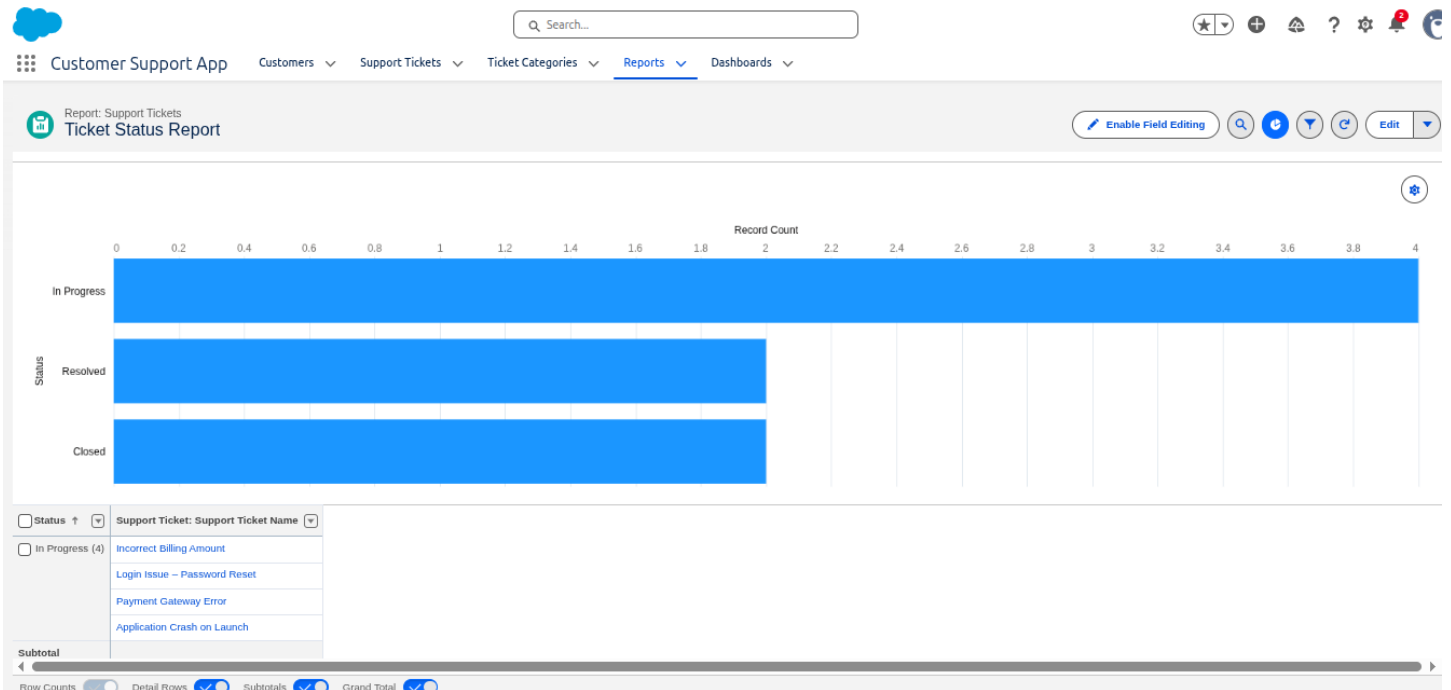 Search...
2
Customer Support App Customers Support Tickets Ticket Categories Reports Dashboards
Report: Support Tickets
Ticket Status Report
Enable Field Editing Edit
Record Count
0 0.2 0.4 0.6 0.8 1 1.2 1.4 1.6 1.8 2 2.2 2.4 2.6 2.8 3 3.2 3.4 3.6 3.8 4
In Progress
Status
Resolved
Closed
Status ↑ Support Ticket: Support Ticket Name
In Progress (4) Incorrect Billing Amount
Login Issue – Password Reset
Payment Gateway Error
Application Crash on Launch
Subtotal
Row Counts Detail Rows Subtotals Grand Total